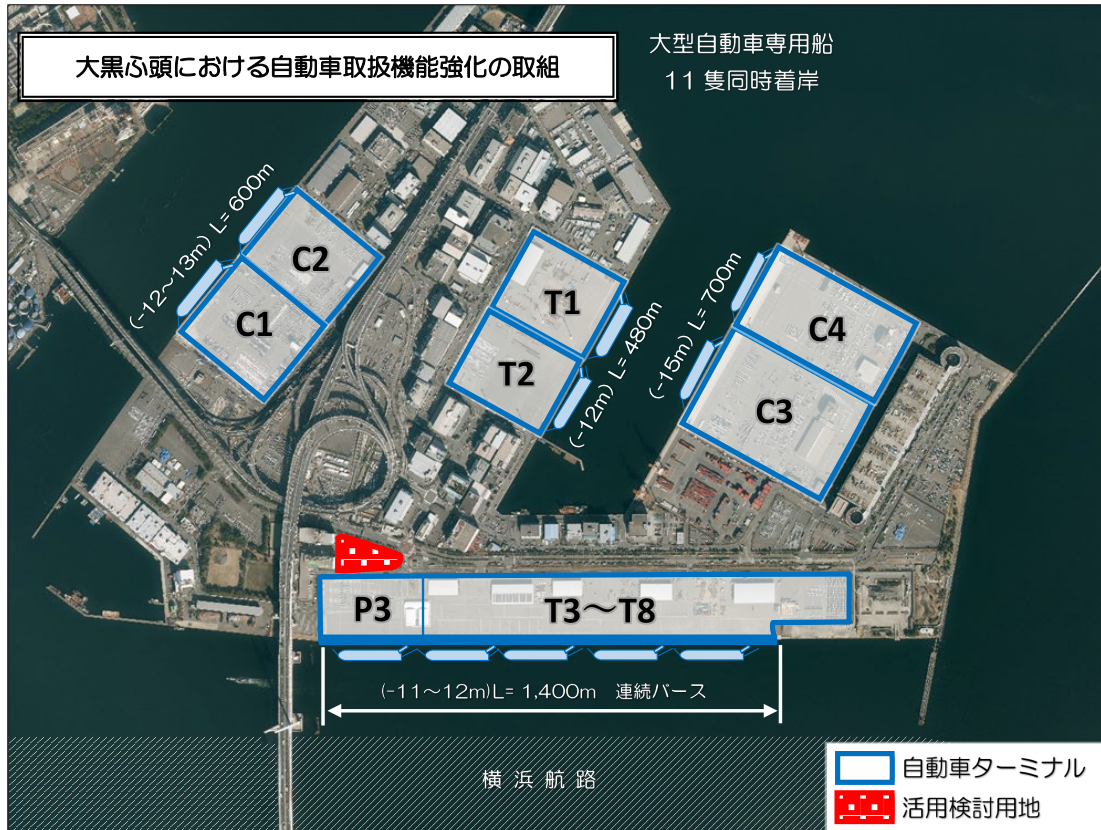 大黒ふ頭における自動車取扱機能強化の取組
大型自動車専用船
11 隻同時着岸
(-12～13m) L= 600m
C2
C1
T1
T2
(-12m) L= 480m
(-15m) L= 700m
C4
C3
P3
T3～T8
(-11～12m)L= 1,400m 連続バース
横浜航路
自動車ターミナル
活用検討用地